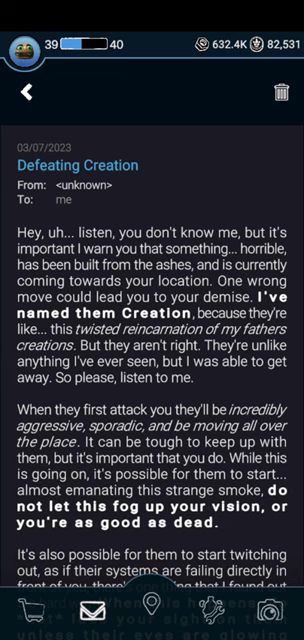 39 40 632.4K 82,531
03/07/2023
Defeating Creation
From: <unknown>
To: me
Hey, uh... listen, you don't know me, but it's
important I warn you that something... horrible,
has been built from the ashes, and is currently
coming towards your location. One wrong
move could lead you to your demise. I've
named them Creation, because they're
like... this twisted reincarnation of my fathers
creations. But they aren't right. They're unlike
anything I've ever seen, but I was able to get
away. So please, listen to me.
When they first attack you they'll be incredibly
aggressive, sporadic, and be moving all over
the place. It can be tough to keep up with
them, but it's important that you do. While this
is going on, it's possible for them to start...
almost emanating this strange smoke, do
not let this fog up your vision, or
you're as good as dead.
It's also possible for them to start twitching
out, as if their systems are failing directly in
front of you, there's one thing that I found out